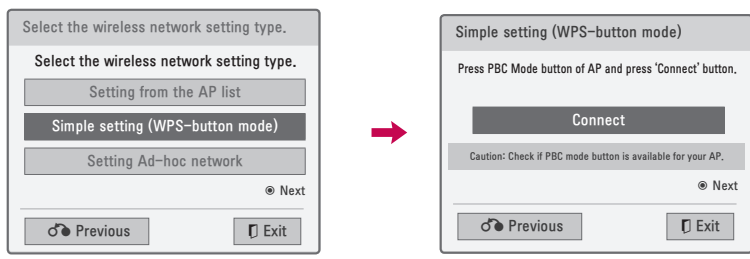 Select the wireless network setting type.
Select the wireless network setting type.
Setting from the AP list
Simple setting (WPS-button mode)
Setting Ad-hoc network
Next
Previous
Exit
Simple setting (WPS-button mode)
Press PBC Mode button of AP and press ‘Connect’ button.
Connect
Caution: Check if PBC mode button is available for your AP.
Next
Previous
Exit